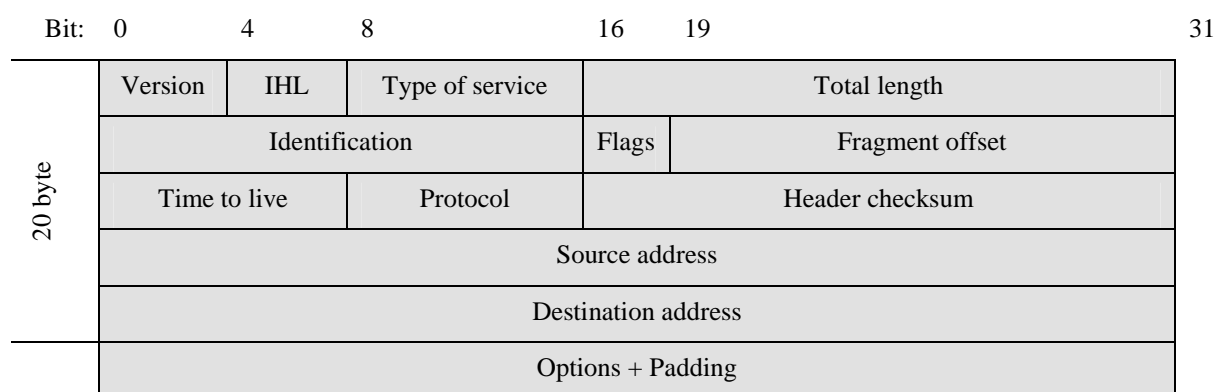 Bit: 0 4 8 16 19 31
Version IHL Type of service Total length
Identification Flags Fragment offset
20 byte
Time to live Protocol Header checksum
Source address
Destination address
Options + Padding